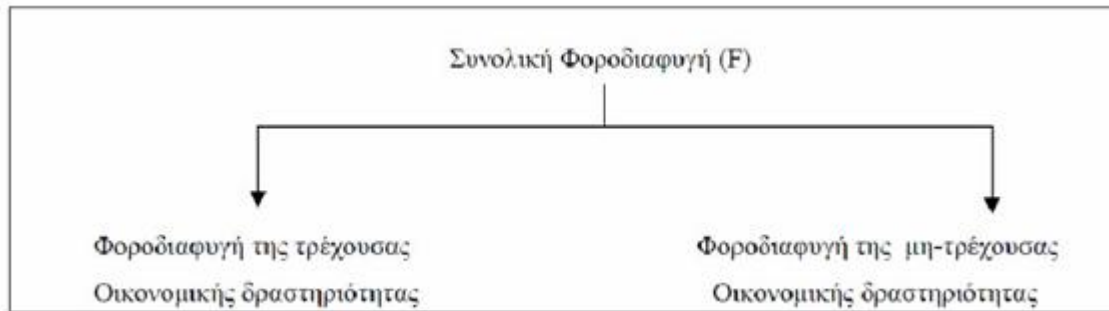 Συνολική Φοροδιαφυγή (F)
Φοροδιαφυγή της τρέχουσας
Οικονομικής δραστηριότητας
Φοροδιαφυγή της μη-τρέχουσας
Οικονομικής δραστηριότητας